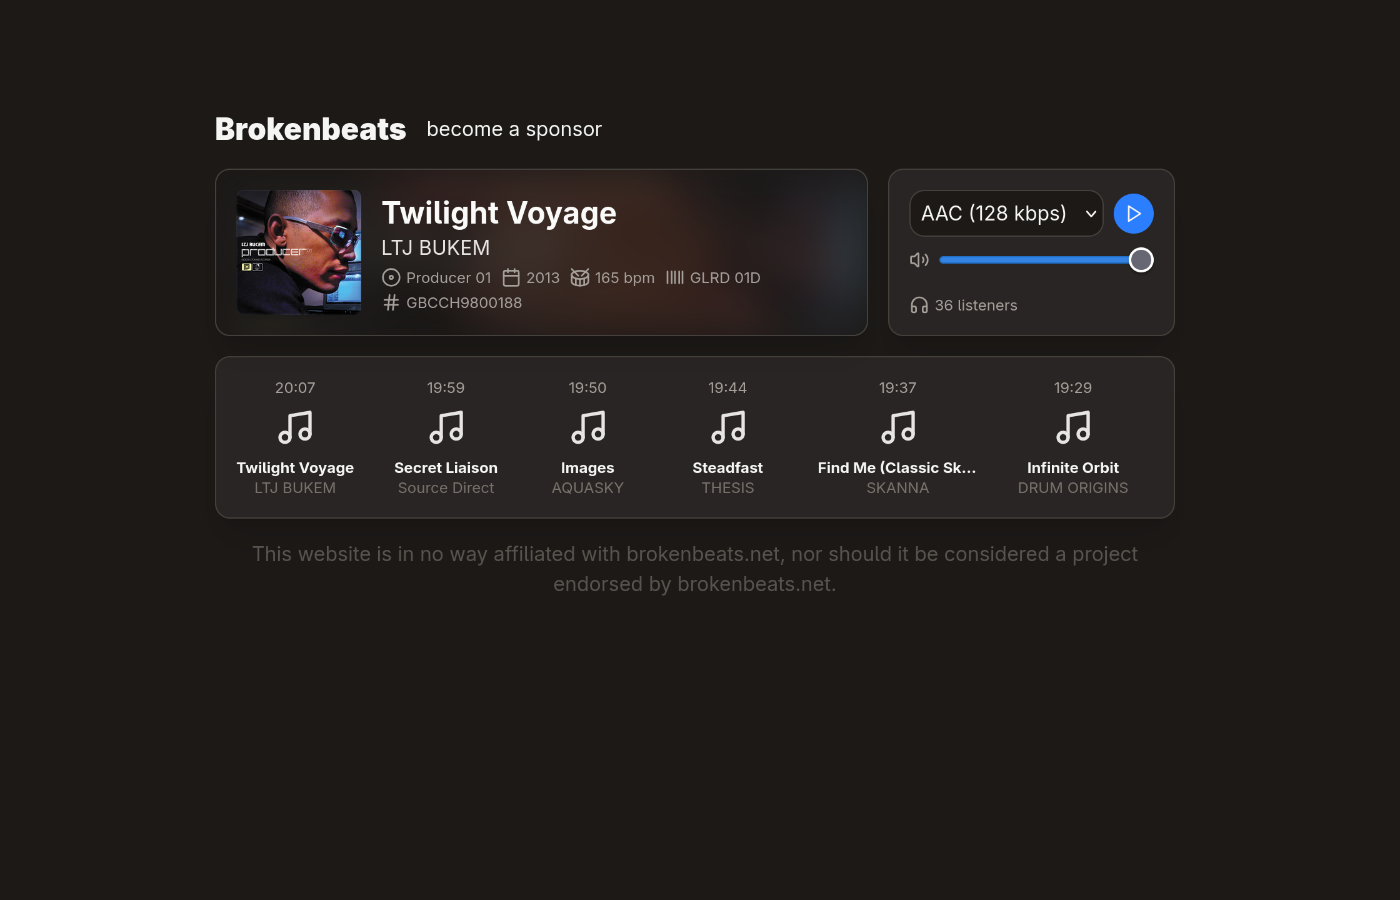 Brokenbeats
become a sponsor
LTJ BUKEM
producer
Twilight Voyage
LTJ BUKEM
Producer 01 2013 165 bpm GLRD 01D
GBCCH9800188
AAC (128 kbps)
36 listeners
20:07 19:59 19:50 19:44 19:37 19:29
Twilight Voyage Secret Liaison Images Steadfast Find Me (Classic Sk... Infinite Orbit
LTJ BUKEM Source Direct AQUASKY THESIS SKANNA DRUM ORIGINS
This website is in no way affiliated with brokenbeats.net, nor should it be considered a project
endorsed by brokenbeats.net.